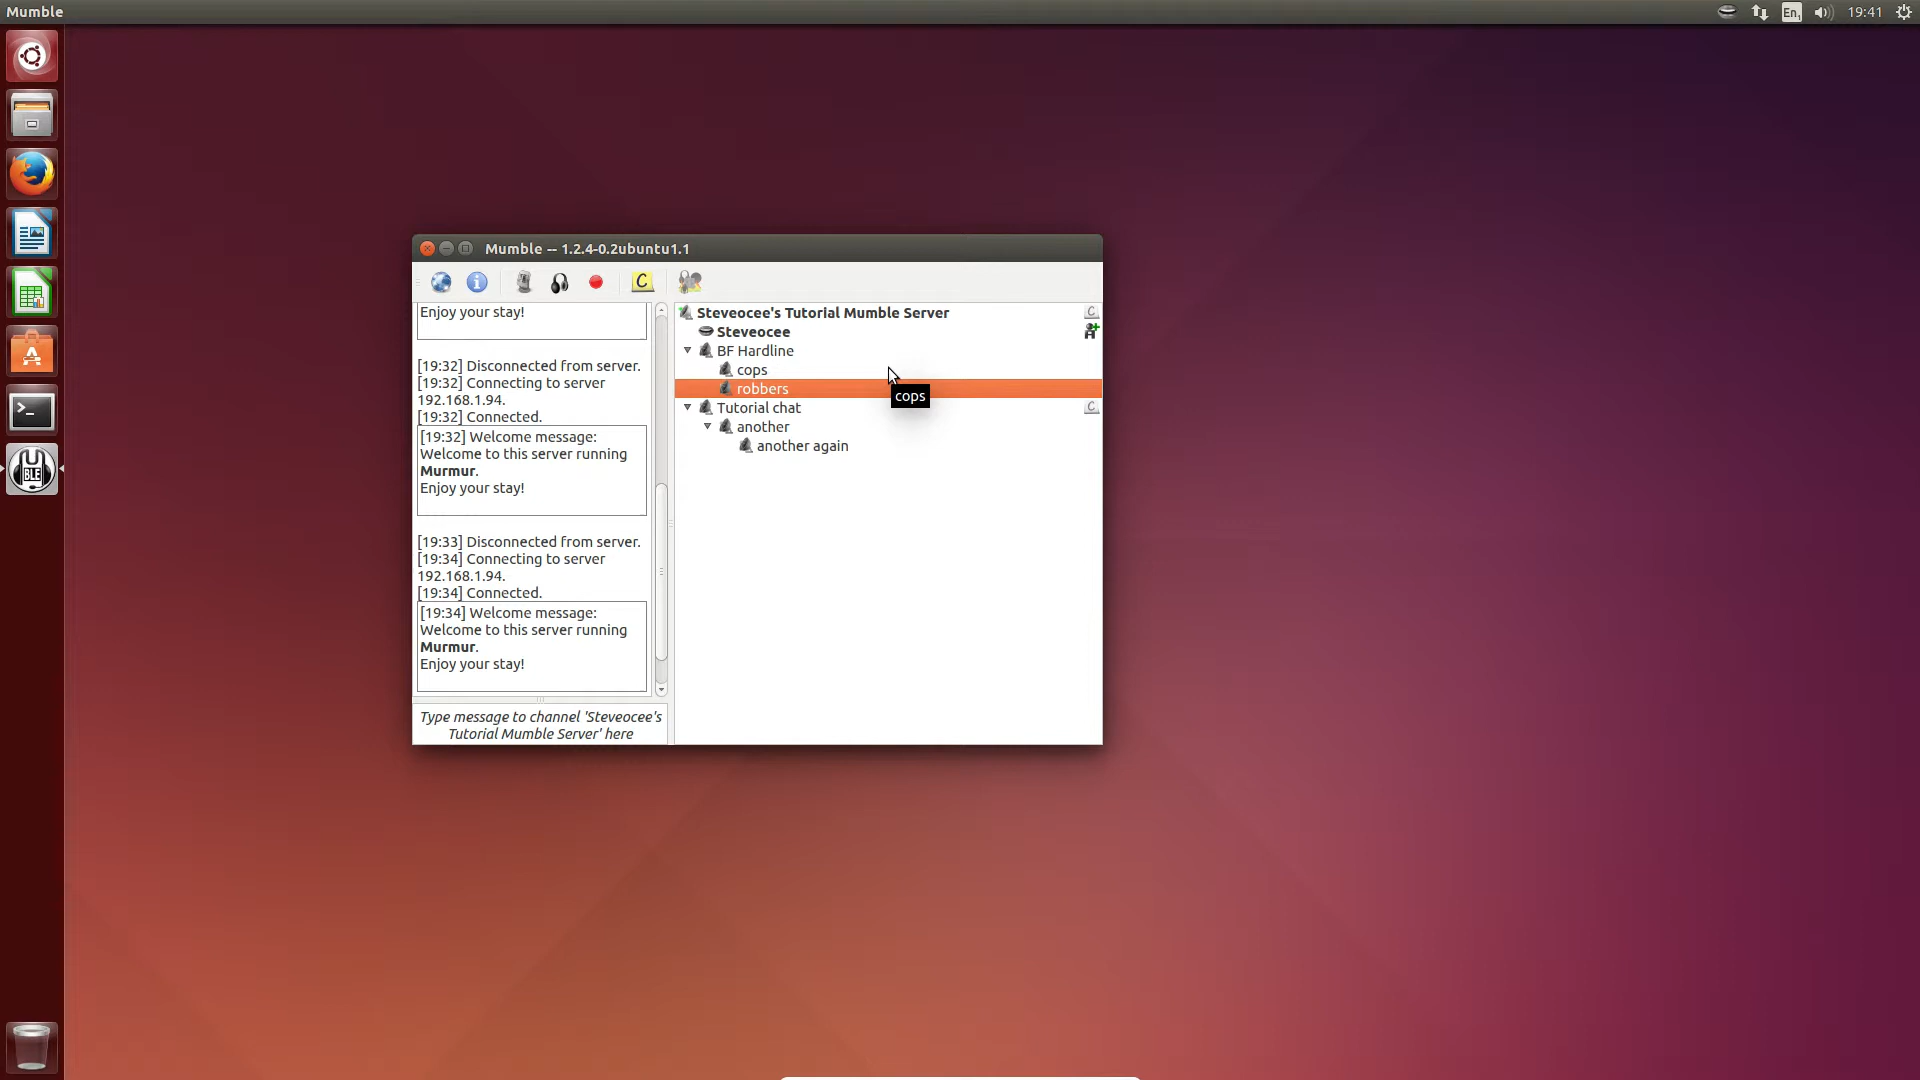 Mumble
En1
19:41
Mumble -- 1.2.4-0.2ubuntu1.1
C
Enjoy your stay!
[19:32] Disconnected from server.
[19:32] Connecting to server
192.168.1.94.
[19:32] Connected.
[19:32] Welcome message:
Welcome to this server running
Murmur.
Enjoy your stay!
[19:33] Disconnected from server.
[19:34] Connecting to server
192.168.1.94.
[19:34] Connected.
[19:34] Welcome message:
Welcome to this server running
Murmur.
Enjoy your stay!
Type message to channel 'Steveocee's
Tutorial Mumble Server' here
Steveocee's Tutorial Mumble Server C
Steveocee
BF Hardline
cops
robbers
cops
Tutorial chat C
another
another again
BLE